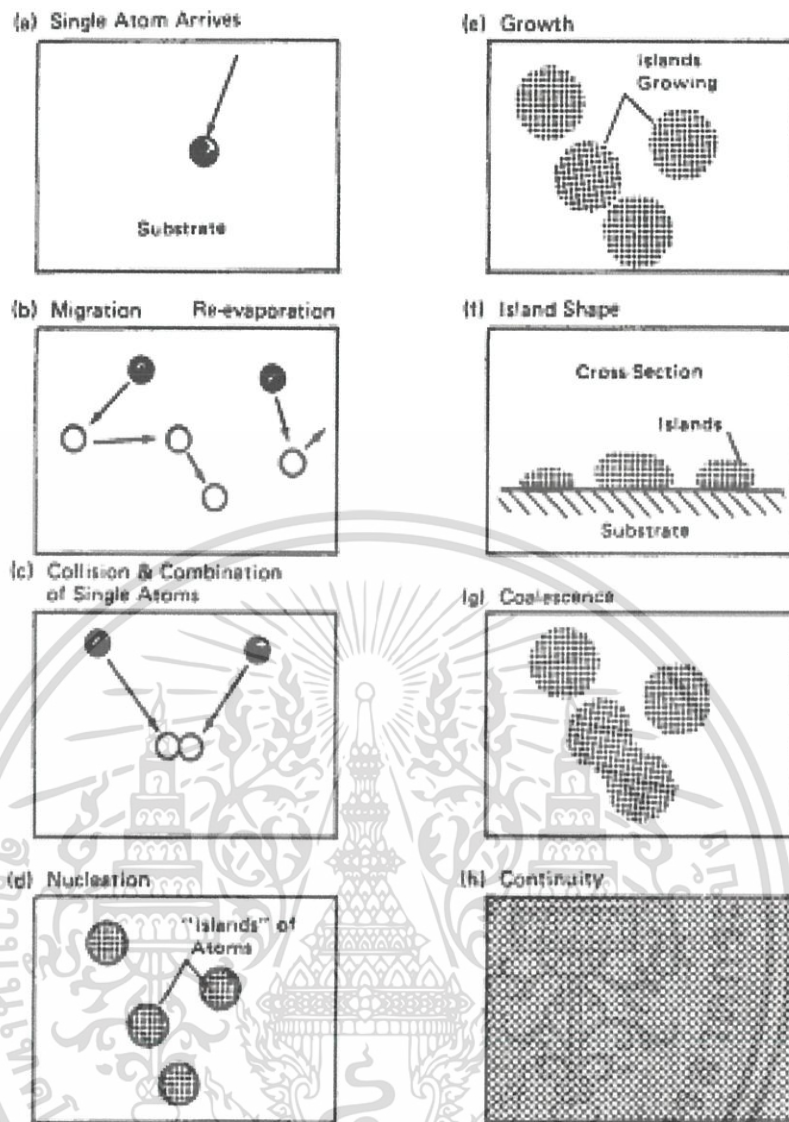 (a) Single Atom Arrives
Substrate
(b) Migration Re-evaporation
(c) Collision & Combination
of Single Atoms
(d) Nucleation
"Islands" of
Atoms
(e) Growth
Islands
Growing
(f) Island Shape
Cross-Section
Islands
Substrate
(g) Coalescence
(h) Continuity